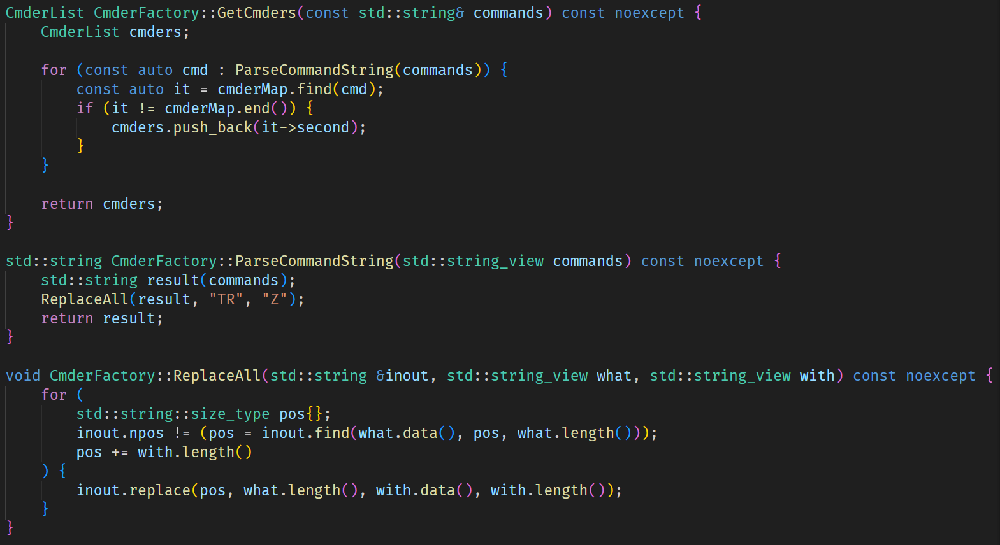 CmderList CmderFactory::GetCmders(const std::string& commands) const noexcept {
    CmderList cmders;

    for (const auto cmd : ParseCommandString(commands)) {
        const auto it = cmderMap.find(cmd);
        if (it != cmderMap.end()) {
            cmders.push_back(it->second);
        }
    }

    return cmders;
}

std::string CmderFactory::ParseCommandString(std::string_view commands) const noexcept {
    std::string result(commands);
    ReplaceAll(result, "TR", "Z");
    return result;
}

void CmderFactory::ReplaceAll(std::string &inout, std::string_view what, std::string_view with) const noexcept {
    for (
        std::string::size_type pos{};
        inout.npos != (pos = inout.find(what.data(), pos, what.length()));
        pos += with.length()
    ) {
        inout.replace(pos, what.length(), with.data(), with.length());
    }
}